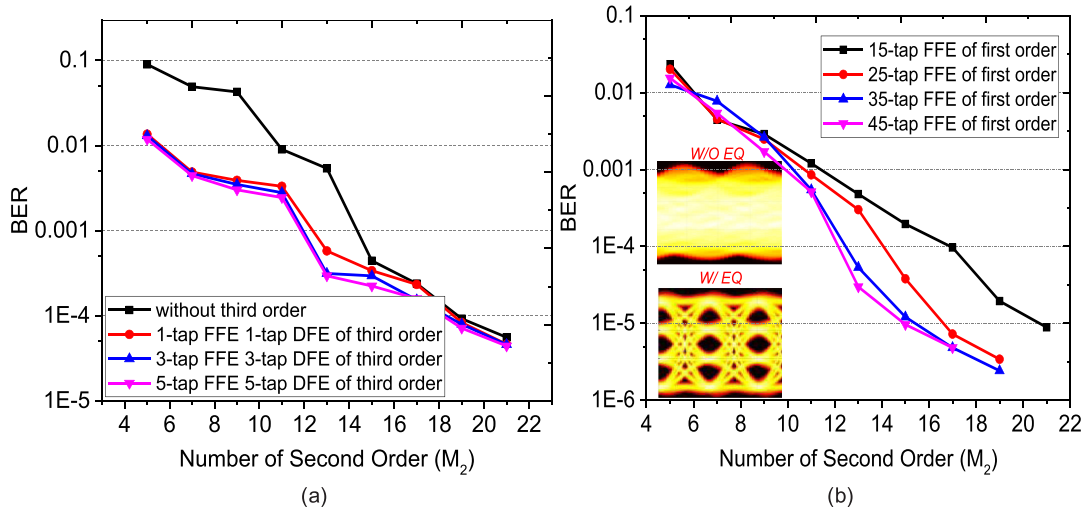 (a)
0.1
0.01
0.001
1E-4
1E-5
BER
without third order
1-tap FFE 1-tap DFE of third order
3-tap FFE 3-tap DFE of third order
5-tap FFE 5-tap DFE of third order
4 6 8 10 12 14 16 18 20 22
Number of Second Order (M₂)
(a)
(b)
0.1
0.01
0.001
1E-4
1E-5
1E-6
BER
15-tap FFE of first order
25-tap FFE of first order
35-tap FFE of first order
45-tap FFE of first order
W/O EQ
W/ EQ
4 6 8 10 12 14 16 18 20 22
Number of Second Order (M₂)
(b)